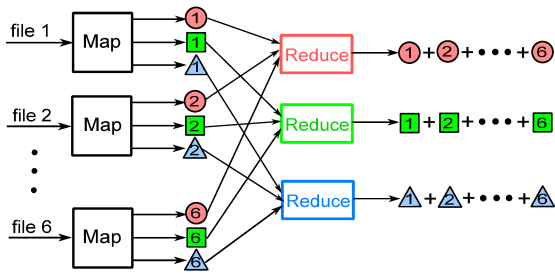 file 1
Map
1
1
1
Reduce
1 + 2 + ••• + 6
file 2
Map
2
2
2
Reduce
1 + 2 + ••• + 6
file 6
Map
6
6
6
Reduce
1 + 2 + ••• + 6